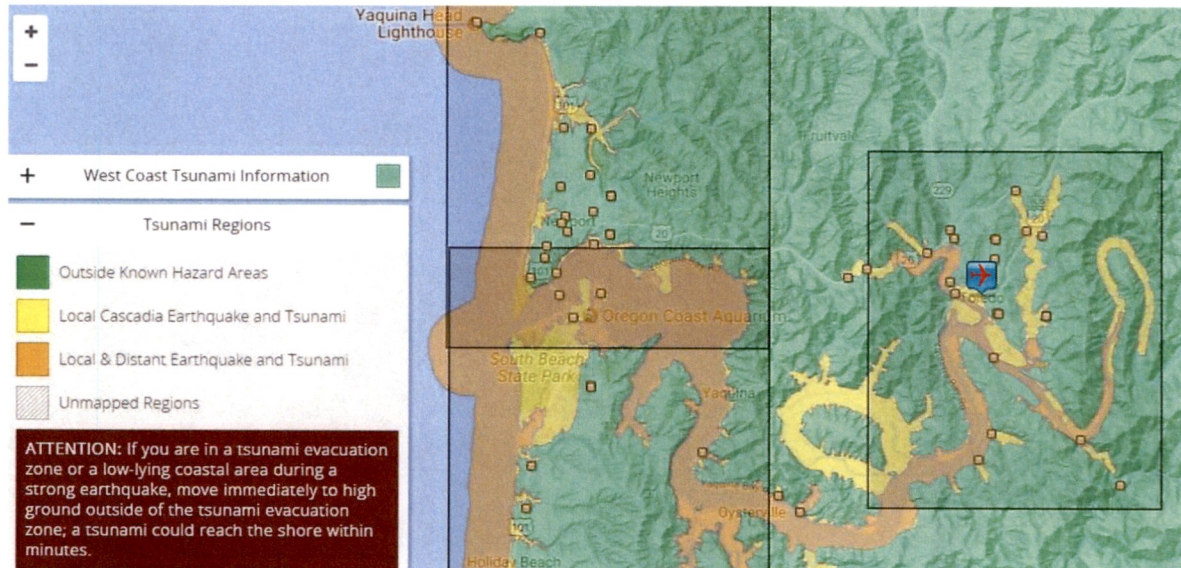 Yaquina Head
Lighthouse
+
−
101
Fruitvale
+ West Coast Tsunami Information
Newport
Heights
229
− Tsunami Regions
Newport
20
20
Outside Known Hazard Areas
101
20
Toledo
Local Cascadia Earthquake and Tsunami
Oregon Coast Aquarium
Local & Distant Earthquake and Tsunami
South Beach
State Park
Unmapped Regions
Yaquina
ATTENTION: If you are in a tsunami evacuation
zone or a low-lying coastal area during a
strong earthquake, move immediately to high
ground outside of the tsunami evacuation
zone; a tsunami could reach the shore within
minutes.
Oysterville
101
Holiday Beach